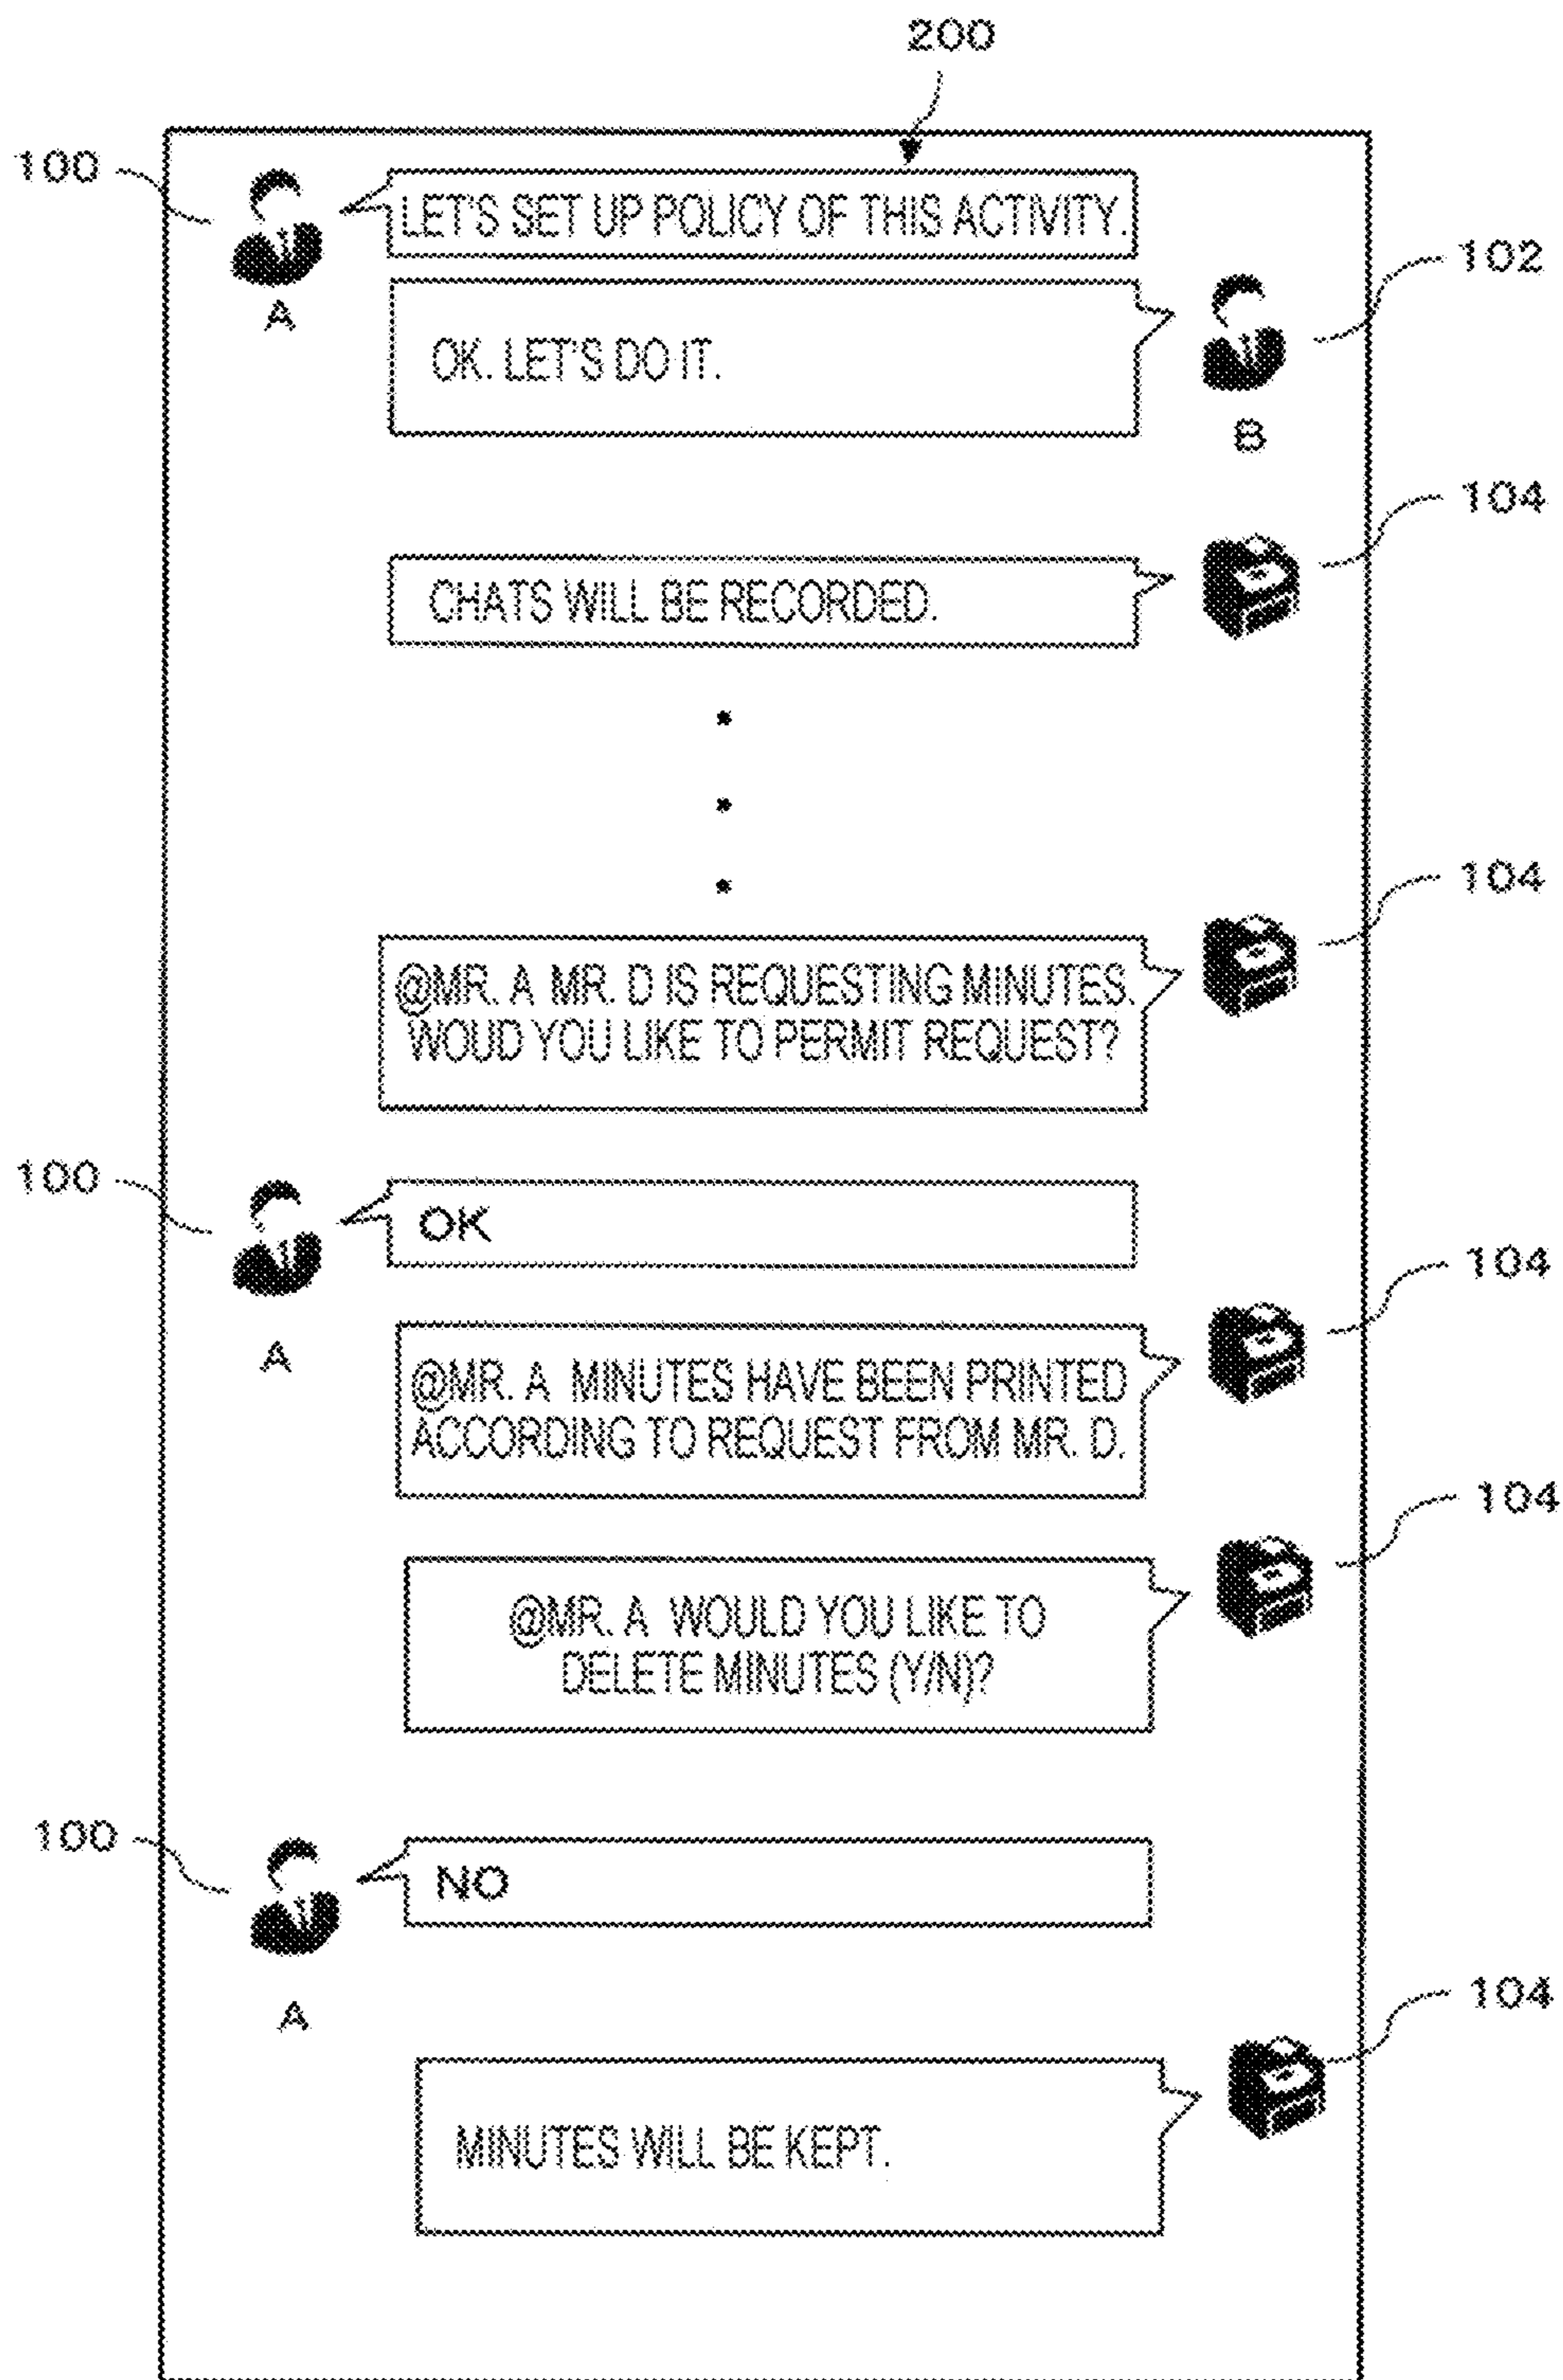 200
100
LET'S SET UP POLICY OF THIS ACTIVITY.
A
102
OK. LET'S DO IT.
B
104
CHATS WILL BE RECORDED.
104
@MR. A MR. D IS REQUESTING MINUTES.
WOUD YOU LIKE TO PERMIT REQUEST?
100
OK
A
104
@MR. A MINUTES HAVE BEEN PRINTED
ACCORDING TO REQUEST FROM MR. D.
104
@MR. A WOULD YOU LIKE TO
DELETE MINUTES (Y/N)?
100
NO
A
104
MINUTES WILL BE KEPT.